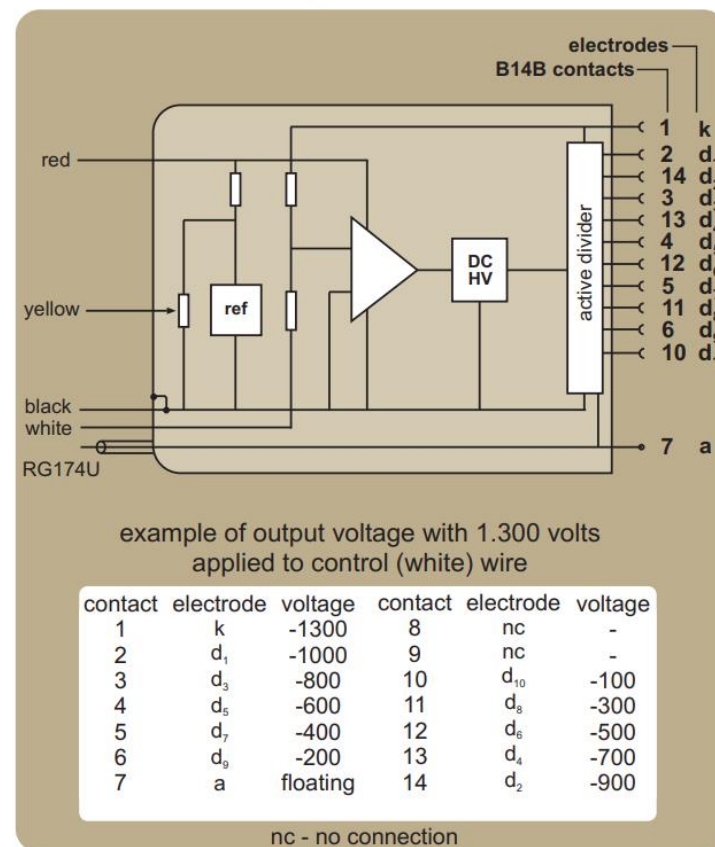 electrodes
B14B contacts
1 k
red
2 d
14 d
3 d
13 d
4 d
DC
HV
12 d
active divider
5 d
yellow
ref
11 d
6 d
10 d
black
white
7 a
RG174U
example of output voltage with 1.300 volts
applied to control (white) wire
contact electrode voltage contact electrode voltage
1 k -1300 8 nc -
2 d₁ -1000 9 nc -
3 d₃ -800 10 d₁₀ -100
4 d₅ -600 11 d₈ -300
5 d₇ -400 12 d₆ -500
6 d₉ -200 13 d₄ -700
7 a floating 14 d₂ -900
nc - no connection